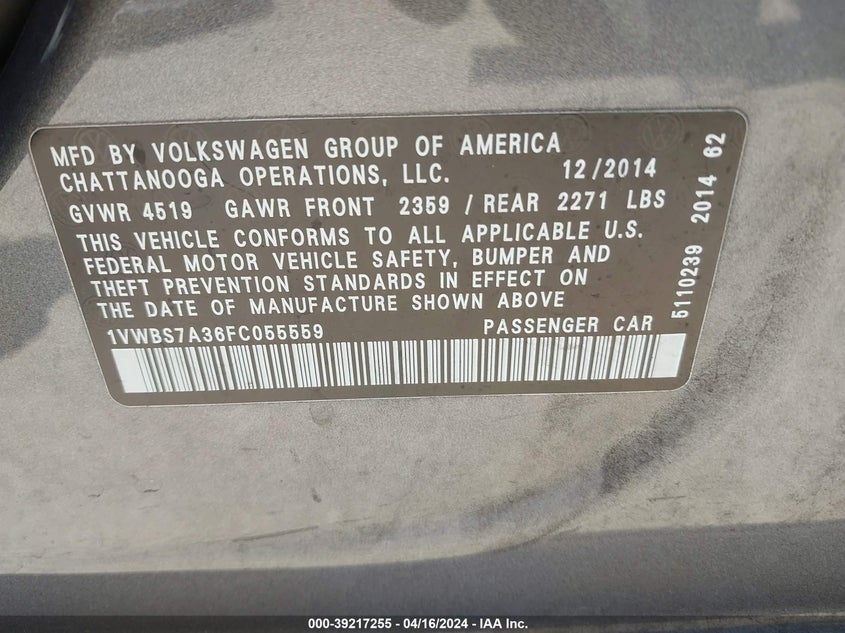 MFD BY VOLKSWAGEN GROUP OF AMERICA
CHATTANOOGA OPERATIONS, LLC. 12/2014
GVWR 4519 GAWR FRONT 2359 / REAR 2271 LBS
THIS VEHICLE CONFORMS TO ALL APPLICABLE U.S.
FEDERAL MOTOR VEHICLE SAFETY, BUMPER AND
THEFT PREVENTION STANDARDS IN EFFECT ON
THE DATE OF MANUFACTURE SHOWN ABOVE
1VWBS7A36FC055559 PASSENGER CAR
5110239 2014 62
000-39217255 - 04/16/2024 - IAA Inc.